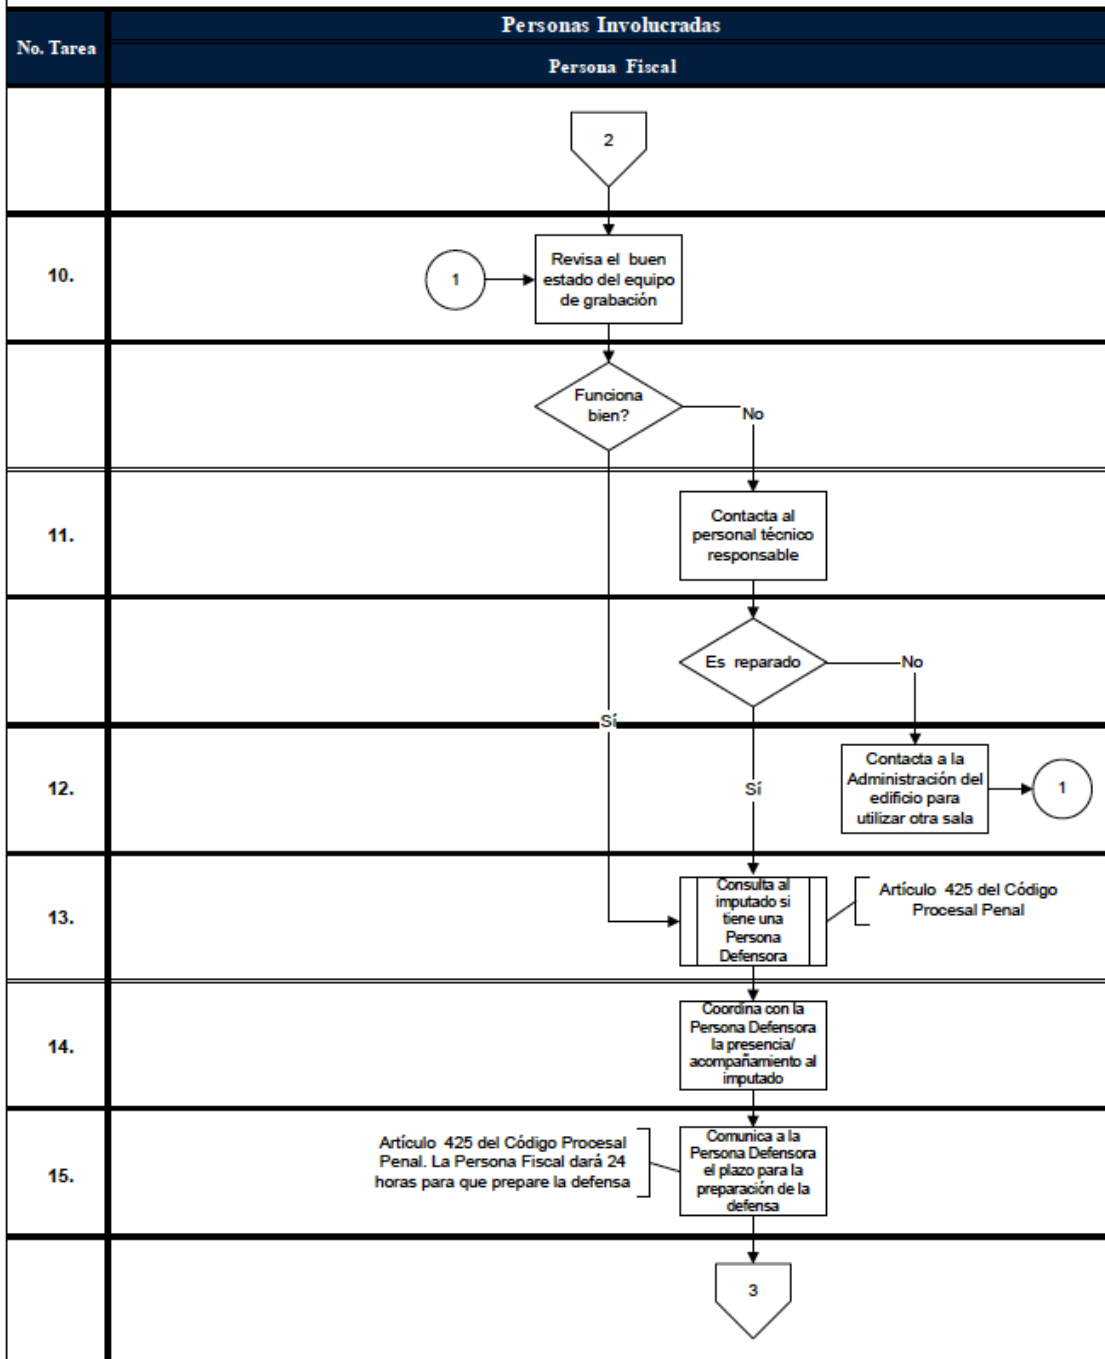 No. Tarea
Personas Involucradas
Persona Fiscal
2
10.
1
Revisa el buen
estado del equipo
de grabación
Funciona
bien?
No
11.
Contacta al
personal técnico
responsable
Es reparado
No
Sí
12.
Sí
Contacta a la
Administración del
edificio para
utilizar otra sala
1
13.
Consulta al
imputado si
tiene una
Persona
Defensora
Artículo 425 del Código
Procesal Penal
14.
Coordina con la
Persona Defensora
la presencia/
acompañamiento al
imputado
15.
Artículo 425 del Código Procesal
Penal. La Persona Fiscal dará 24
horas para que prepare la defensa
Comunica a la
Persona Defensora
el plazo para la
preparación de la
defensa
3